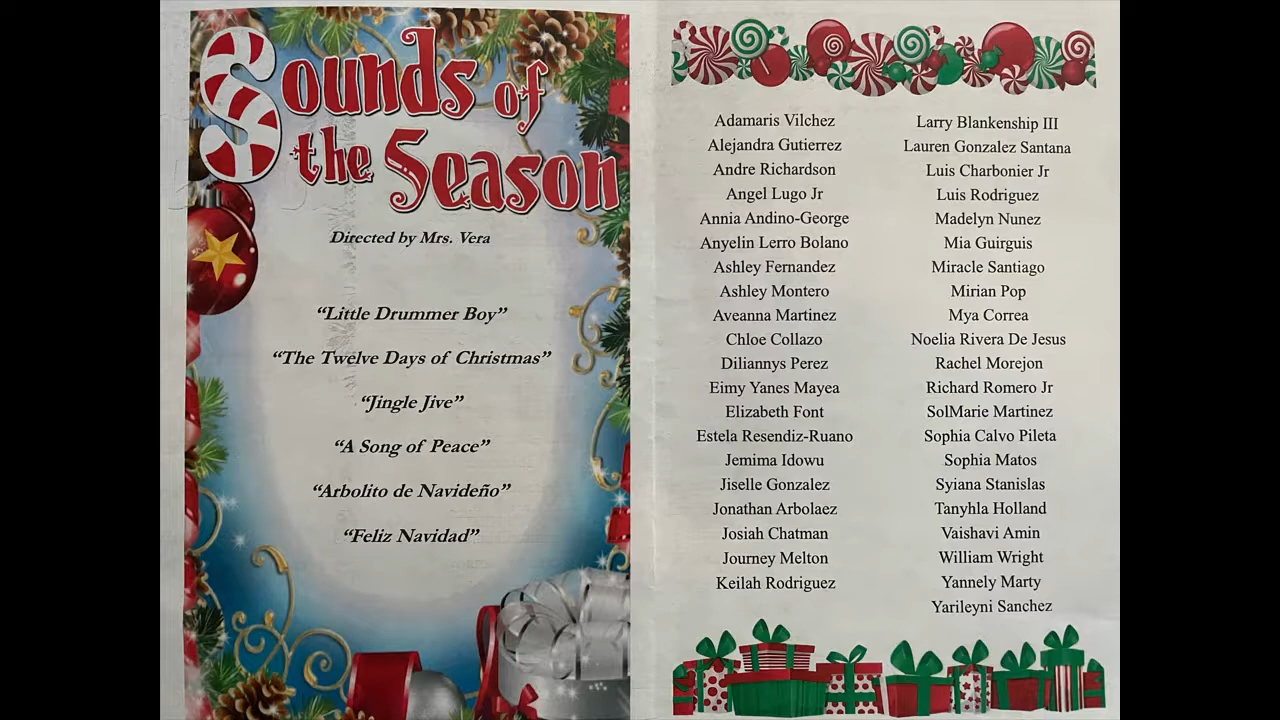 Sounds of
the Season
Directed by Mrs. Vera
“Little Drummer Boy”
“The Twelve Days of Christmas”
“Jingle Jive”
“A Song of Peace”
“Arbolito de Navideño”
“Feliz Navidad”
Adamaris Vilchez
Alejandra Gutierrez
Andre Richardson
Angel Lugo Jr
Annia Andino-George
Anyelin Lerro Bolano
Ashley Fernandez
Ashley Montero
Aveanna Martinez
Chloe Collazo
Diliannys Perez
Eimy Yanes Mayea
Elizabeth Font
Estela Resendiz-Ruano
Jemima Idowu
Jiselle Gonzalez
Jonathan Arbolaez
Josiah Chatman
Journey Melton
Keilah Rodriguez
Larry Blankenship III
Lauren Gonzalez Santana
Luis Charbonier Jr
Luis Rodriguez
Madelyn Nunez
Mia Guirguis
Miracle Santiago
Mirian Pop
Mya Correa
Noelia Rivera De Jesus
Rachel Morejon
Richard Romero Jr
SolMarie Martinez
Sophia Calvo Pileta
Sophia Matos
Syiana Stanislas
Tanyhla Holland
Vaishavi Amin
William Wright
Yannely Marty
Yarileyni Sanchez